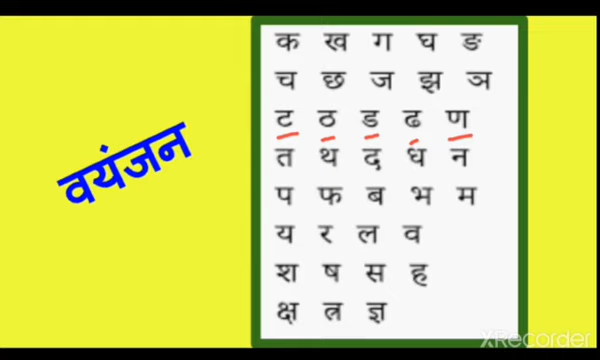 वयंजन
क ख ग घ ङ
च छ ज झ ञ
ट ठ ड ढ ण
त थ द ध न
प फ ब भ म
य र ल व
श ष स ह
क्ष त्र ज्ञ
XRecorder